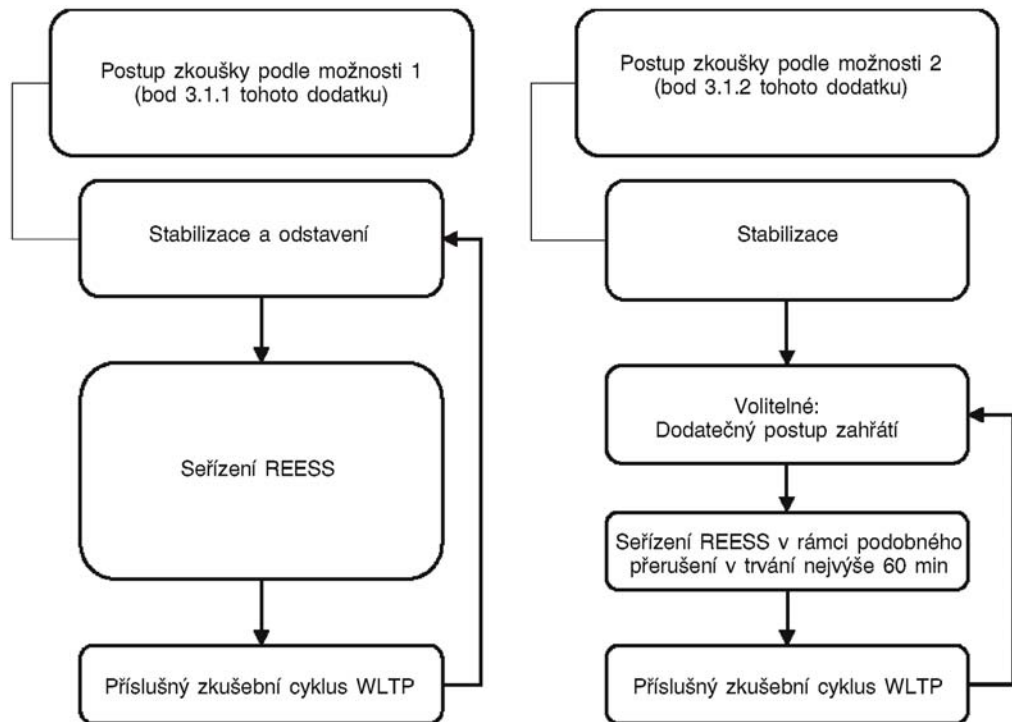 Postup zkoušky podle možnosti 1
(bod 3.1.1 tohoto dodatku)
Stabilizace a odstavení
Seřízení REESS
Příslušný zkušební cyklus WLTP
Postup zkoušky podle možnosti 2
(bod 3.1.2 tohoto dodatku)
Stabilizace
Volitelné:
Dodatečný postup zahřátí
Seřízení REESS v rámci podobného
přerušení v trvání nejvýše 60 min
Příslušný zkušební cyklus WLTP